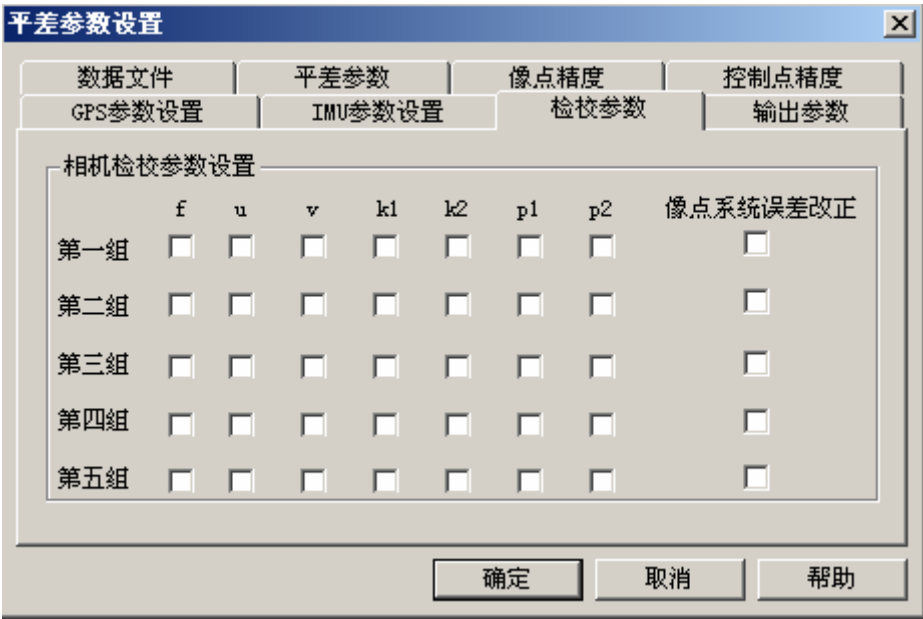 平差参数设置
数据文件 平差参数 像点精度 控制点精度
GPS参数设置 IMU参数设置 检校参数 输出参数
相机检校参数设置
f u v k1 k2 p1 p2 像点系统误差改正
第一组
第二组
第三组
第四组
第五组
确定 取消 帮助